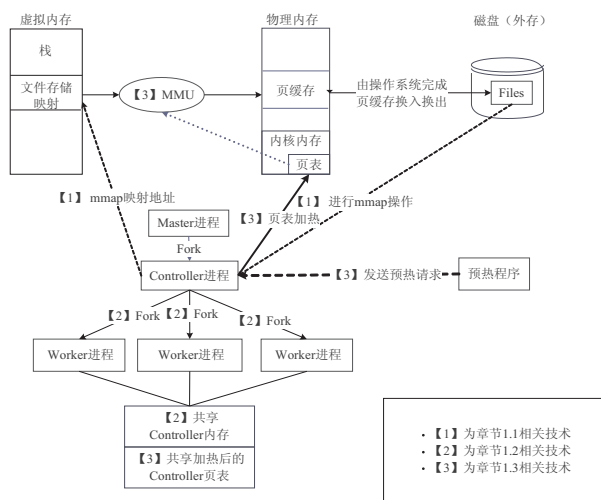 虚拟内存
物理内存
磁盘（外存）
栈
文件存储
映射
【3】MMU
页缓存
由操作系统完成
页缓存换入换出
Files
内核内存
页表
【1】 mmap映射地址
【1】 进行mmap操作
【3】页表加热
Master进程
Fork
Controller进程
【3】发送预热请求
预热程序
【2】Fork
【2】Fork
【2】Fork
Worker进程
Worker进程
Worker进程
【2】共享
Controller内存
【3】共享加热后的
Controller页表
• 【1】为章节1.1相关技术
• 【2】为章节1.2相关技术
• 【3】为章节1.3相关技术